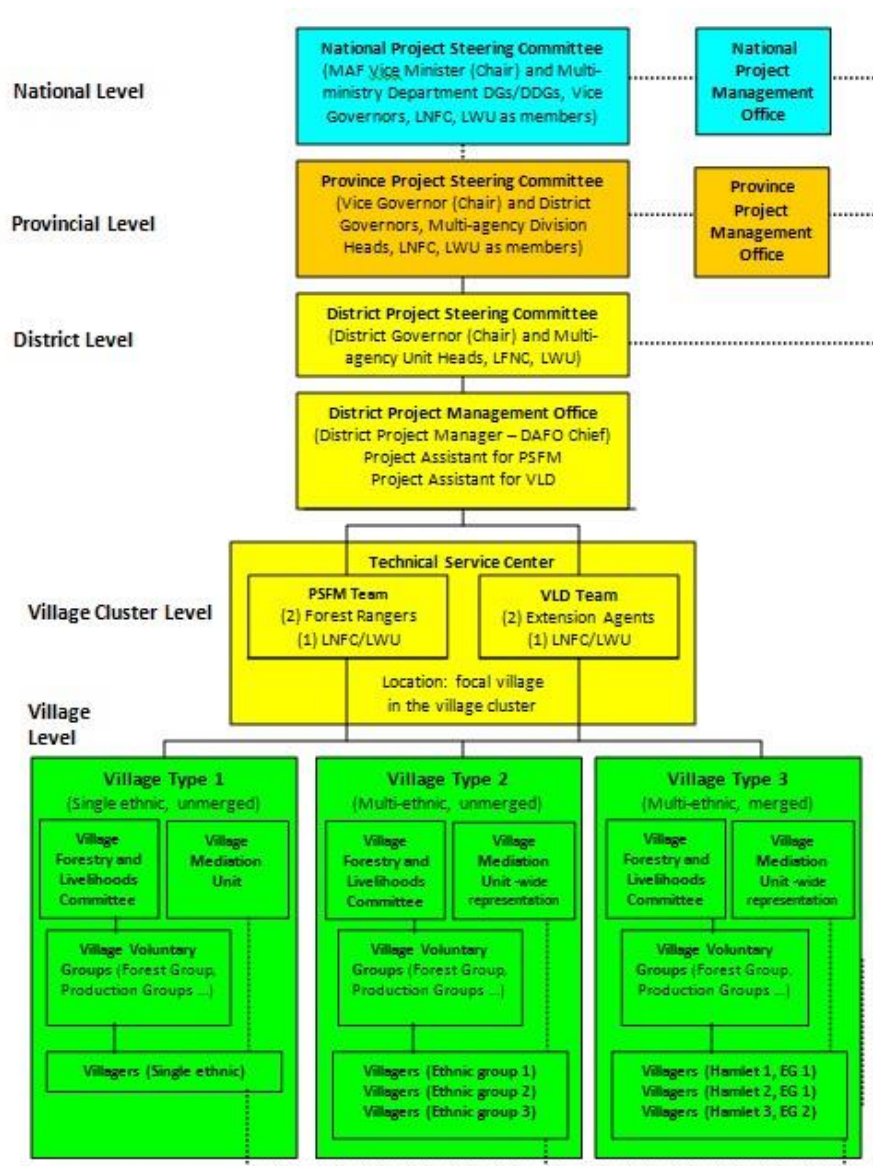 National Level
National Project Steering Committee
(MAF Vice Minister (Chair) and Multi-
ministry Department DGs/DDGs, Vice
Governors, LNFC, LWU as members)
National
Project
Management
Office
Provincial Level
Province Project Steering Committee
(Vice Governor (Chair) and District
Governors, Multi-agency Division
Heads, LNFC, LWU as members)
Province
Project
Management
Office
District Level
District Project Steering Committee
(District Governor (Chair) and Multi-
agency Unit Heads, LFNC, LWU)
District Project Management Office
(District Project Manager – DAFO Chief)
Project Assistant for PSFM
Project Assistant for VLD
Village Cluster Level
Technical Service Center
PSFM Team
(2) Forest Rangers
(1) LNFC/LWU
VLD Team
(2) Extension Agents
(1) LNFC/LWU
Location: focal village
in the village cluster
Village
Level
Village Type 1
(Single ethnic, unmerged)
Village
Forestry and
Livelihoods
Committee
Village
Mediation
Unit
Village Voluntary
Groups (Forest Group,
Production Groups ...)
Villagers (Single ethnic)
Village Type 2
(Multi-ethnic, unmerged)
Village
Forestry and
Livelihoods
Committee
Village
Mediation
Unit -wide
representation
Village Voluntary
Groups (Forest Group,
Production Groups ...)
Villagers (Ethnic group 1)
Villagers (Ethnic group 2)
Villagers (Ethnic group 3)
Village Type 3
(Multi-ethnic, merged)
Village
Forestry and
Livelihoods
Committee
Village
Mediation
Unit -wide
representation
Village Voluntary
Groups (Forest Group,
Production Groups ...)
Villagers (Hamlet 1, EG 1)
Villagers (Hamlet 2, EG 1)
Villagers (Hamlet 3, EG 2)